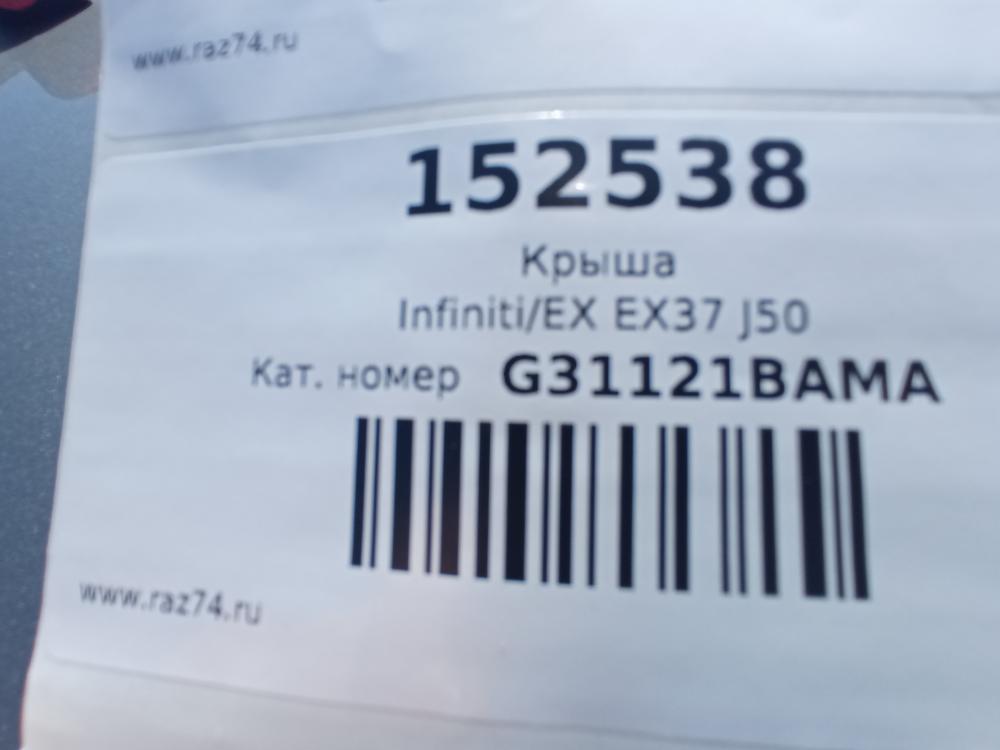 www.raz74.ru
152538
Крыша
Infiniti/EX EX37 J50
Кат. номер G31121BAMA
www.raz74.ru